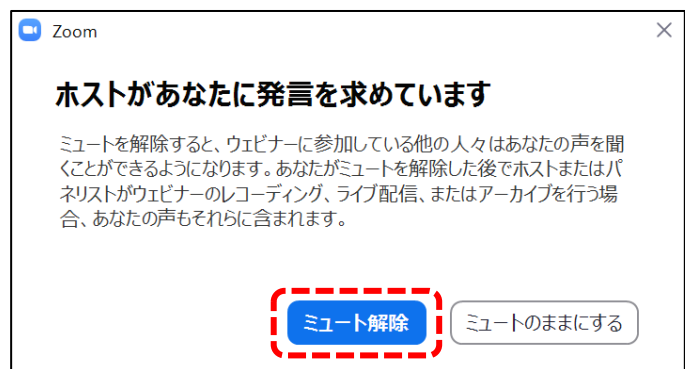 Zoom
ホストがあなたに発言を求めています
ミュートを解除すると、ウェビナーに参加している他の人々はあなたの声を聞
くことができるようになります。あなたがミュートを解除した後でホストまたはパ
ネリストがウェビナーのレコーディング、ライブ配信、またはアーカイブを行う場
合、あなたの声もそれらに含まれます。
ミュート解除
ミュートのままにする